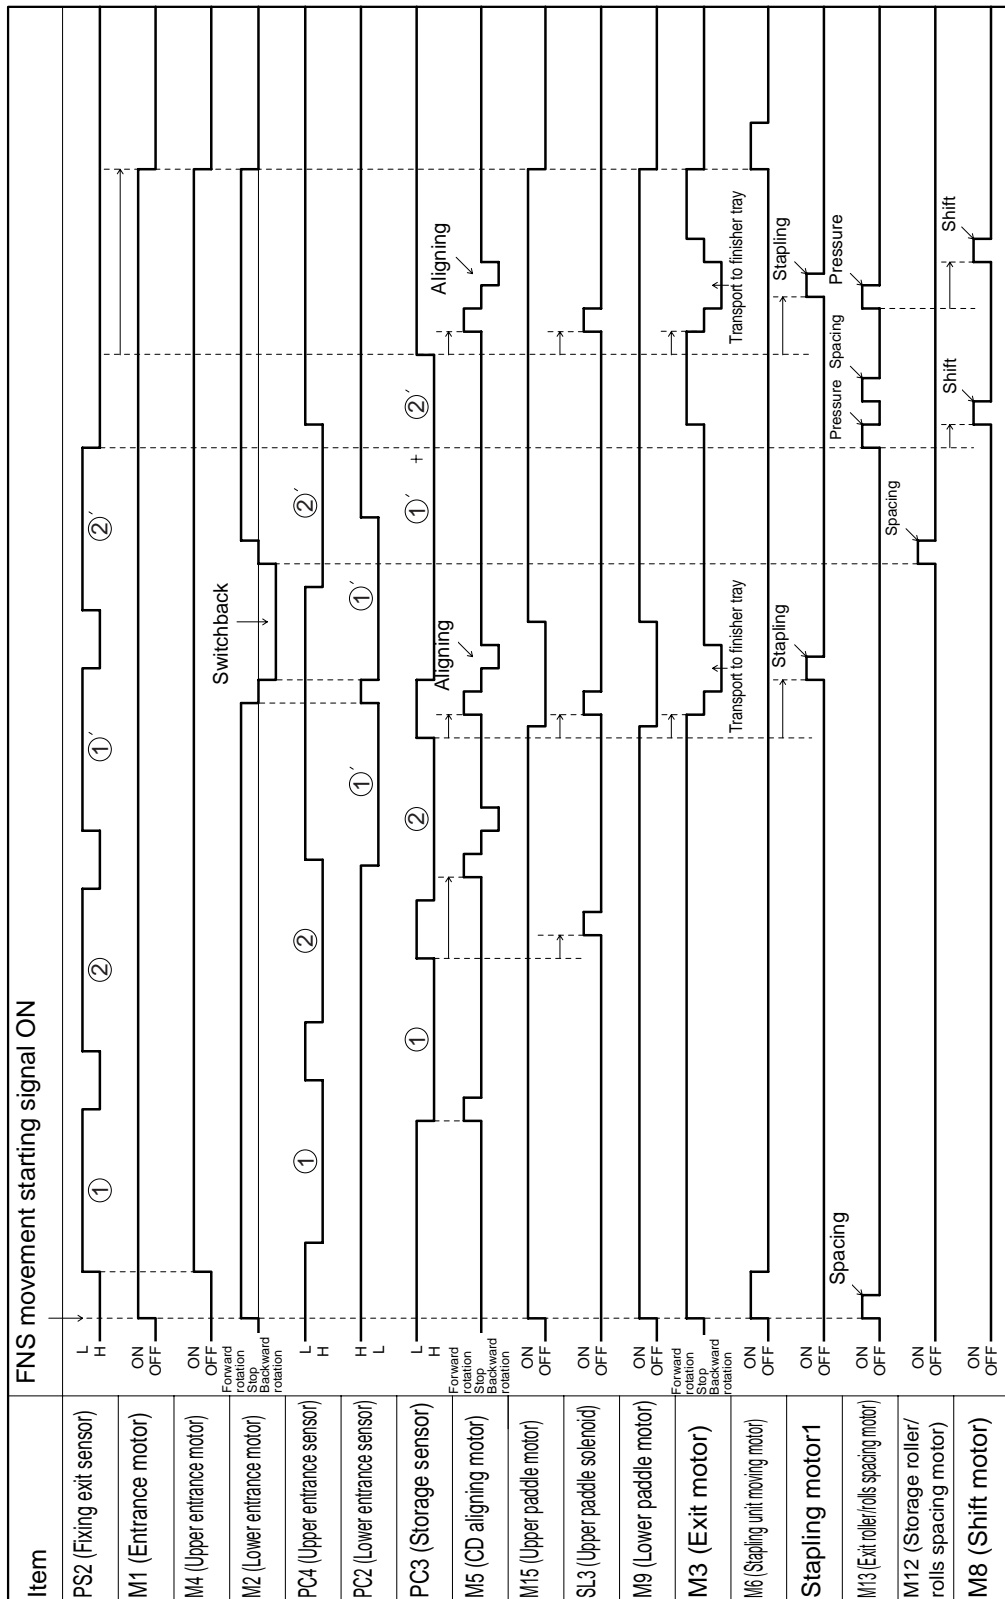 Item
FNS movement starting signal ON
PS2 (Fixing exit sensor)
L
H
① ② ①´ ②´
M1 (Entrance motor)
ON
OFF
M4 (Upper entrance motor)
ON
OFF
M2 (Lower entrance motor)
Forward
rotation
Stop
Backward
rotation
Switchback
PC4 (Upper entrance sensor)
L
H
① ② ②´
PC2 (Lower entrance sensor)
H
L
①´ ①´
PC3 (Storage sensor)
L
H
① ② ①´ + ②´
M5 (CD aligning motor)
Forward
rotation
Stop
Backward
rotation
Aligning
Aligning
M15 (Upper paddle motor)
ON
OFF
SL3 (Upper paddle solenoid)
ON
OFF
M9 (Lower paddle motor)
ON
OFF
M3 (Exit motor)
Forward
rotation
Stop
Backward
rotation
Transport to finisher tray
Transport to finisher tray
M6 (Stapling unit moving motor)
ON
OFF
Stapling motor1
ON
OFF
Stapling
Stapling
M13 (Exit roller/rolls spacing motor)
ON
OFF
Spacing
Pressure
Spacing
Pressure
M12 (Storage roller/
rolls spacing motor)
ON
OFF
Spacing
M8 (Shift motor)
ON
OFF
Shift
Shift